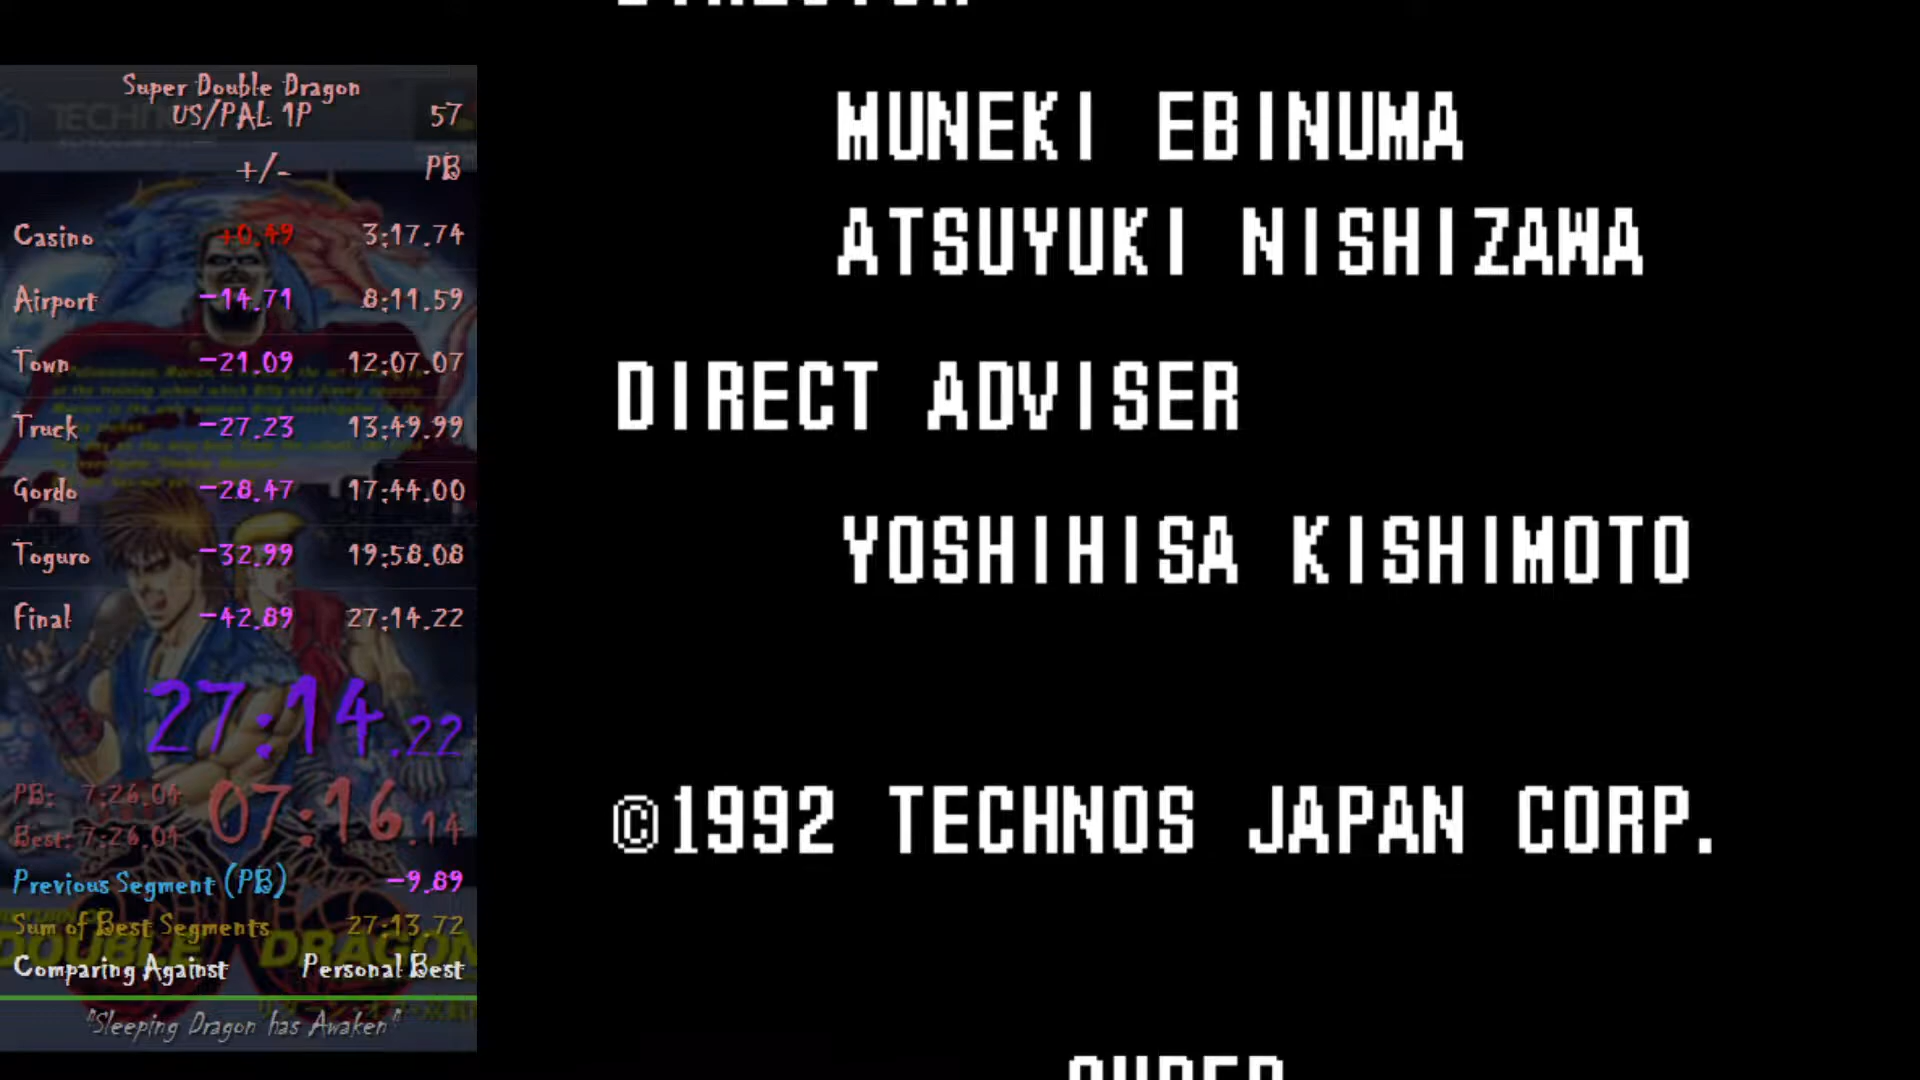 Super Double Dragon
US/PAL 1P 57
+/- PB
Casino +0.49 3:17.74
Airport -14.71 8:11.59
Town -21.09 12:07.07
Truck -27.23 13:49.99
Gordo -28.47 17:44.00
Toguro -32.99 19:58.08
Final -42.89 27:14.22
27:14.22
PB: 7:26.04
Best: 7:26.04
07:16.14
Previous Segment (PB) -9.89
Sum of Best Segments 27:13.72
DOUBLE DRAGON
Comparing Against Personal Best
"Sleeping Dragon has Awaken"
MUNEKI EBINUMA
ATSUYUKI NISHIZAWA
DIRECT ADVISER
YOSHIHISA KISHIMOTO
©1992 TECHNOS JAPAN CORP.